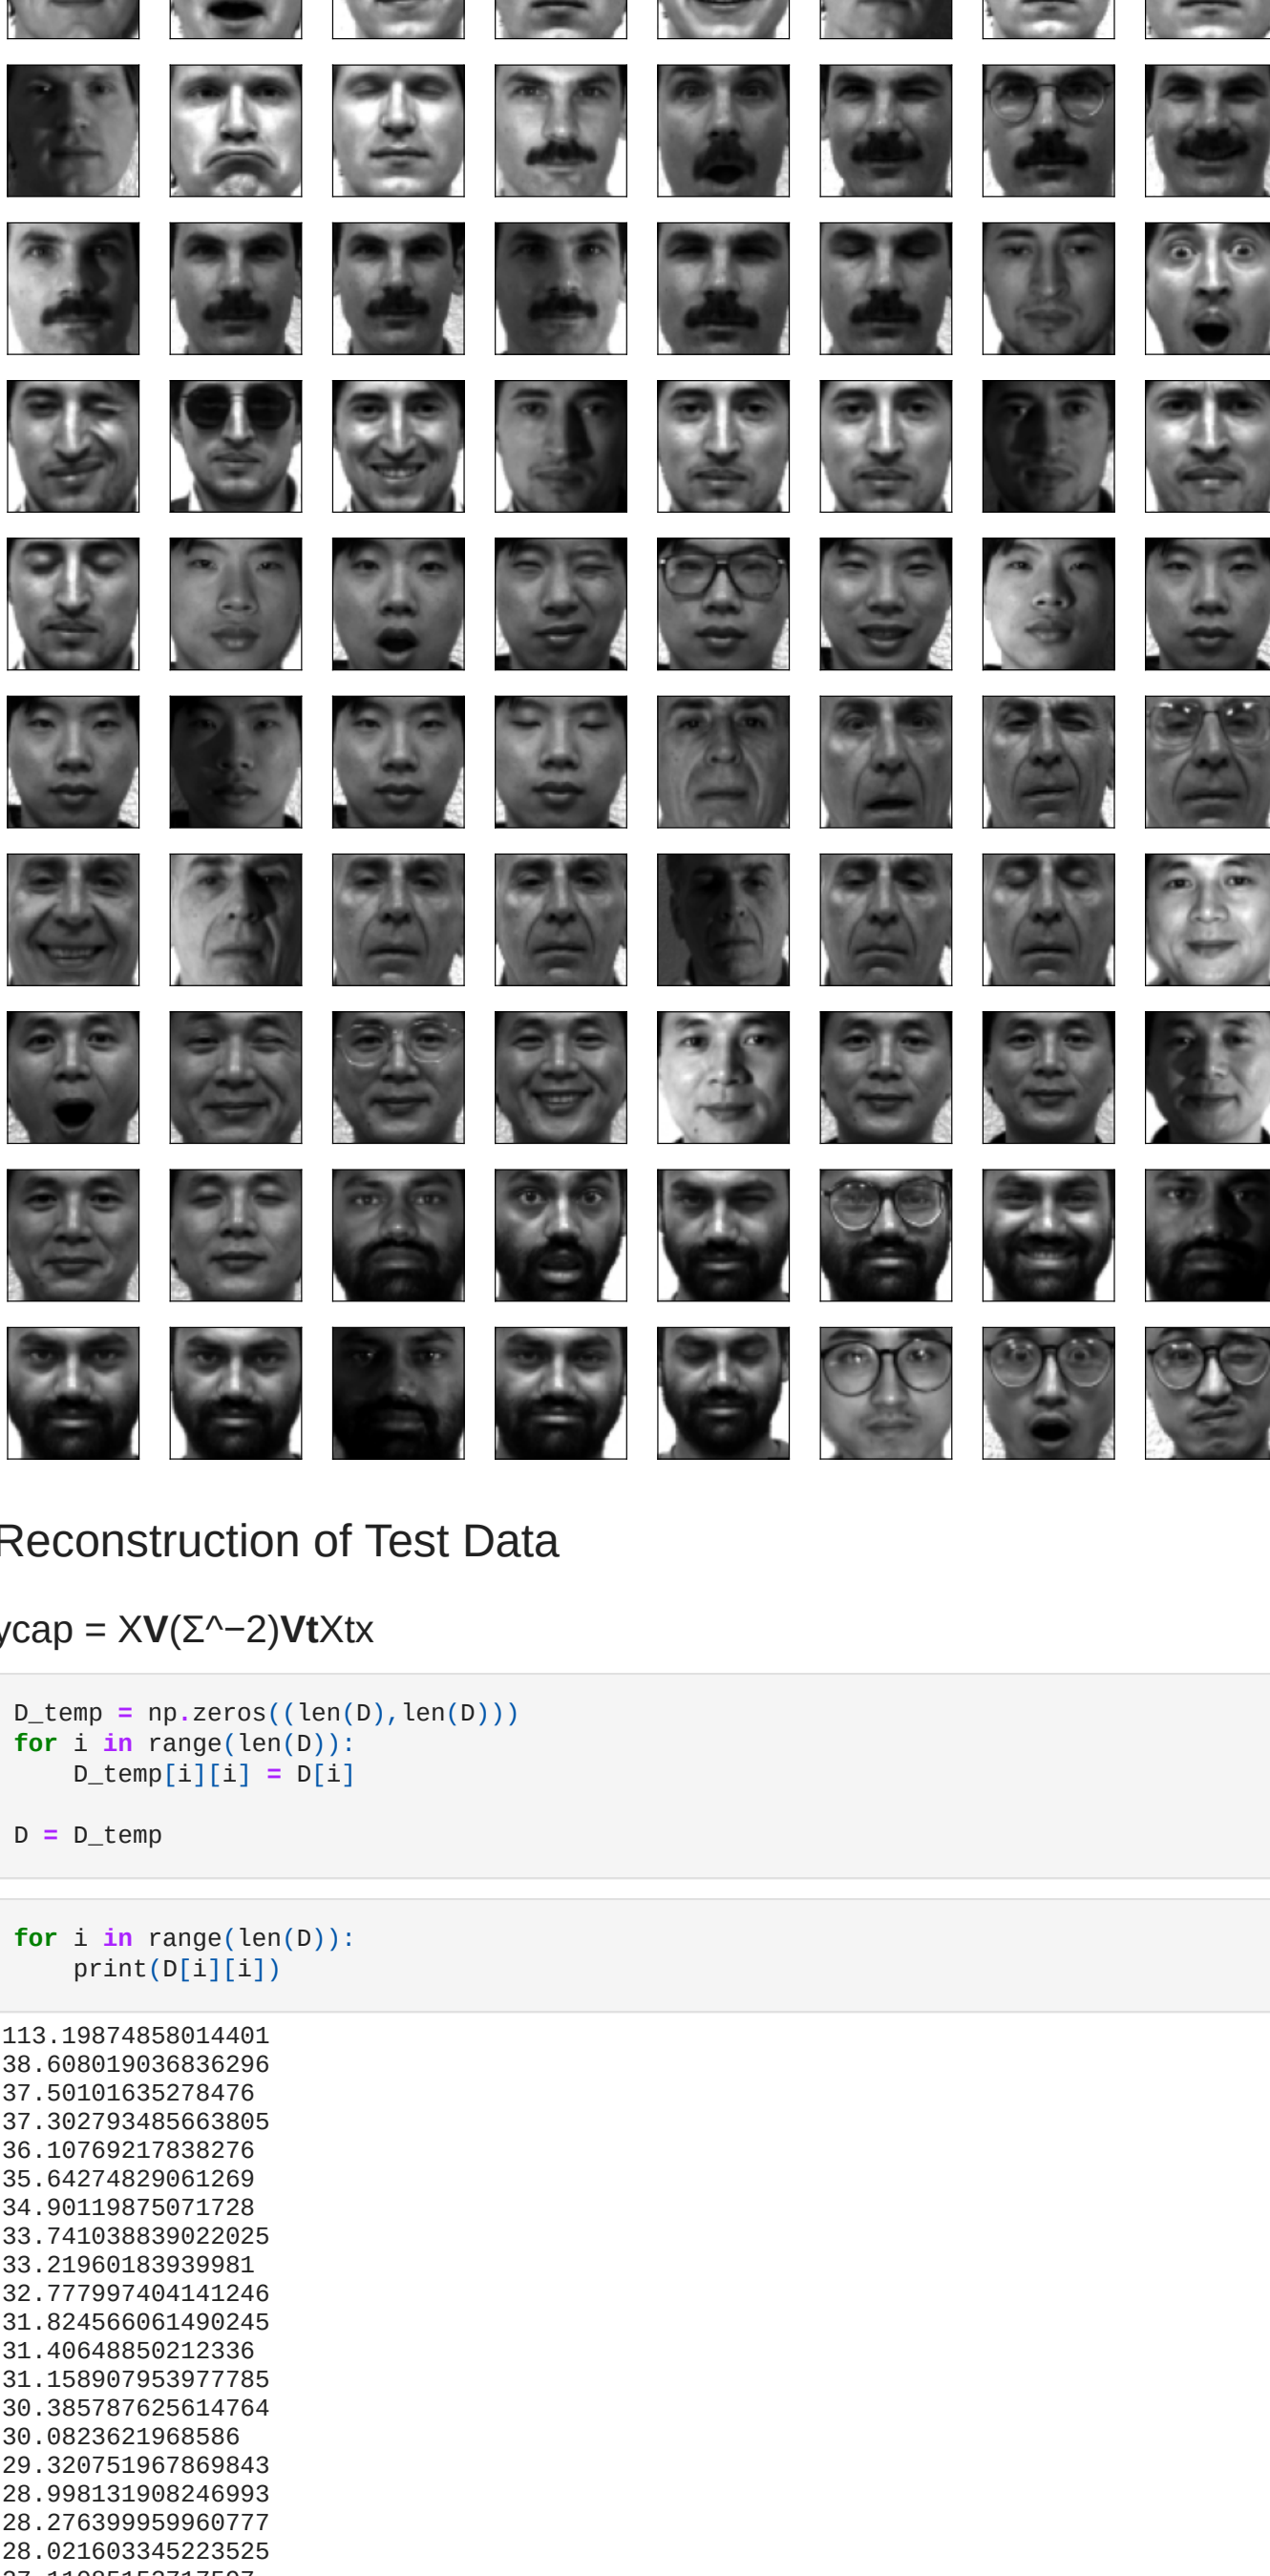 Reconstruction of Test Data
ycap = XV(Σ^−2)VtXtx
D_temp = np.zeros((len(D),len(D)))
for i in range(len(D)):
    D_temp[i][i] = D[i]
D = D_temp
for i in range(len(D)):
    print(D[i][i])
113.19874858014401
38.608019036836296
37.50101635278476
37.302793485663805
36.10769217838276
35.64274829061269
34.90119875071728
33.741038839022025
33.21960183939981
32.777997404141246
31.824566061490245
31.40648850212336
31.158907953977785
30.385787625614764
30.0823621968586
29.320751967869843
28.998131908246993
28.276399959960777
28.021603345223525